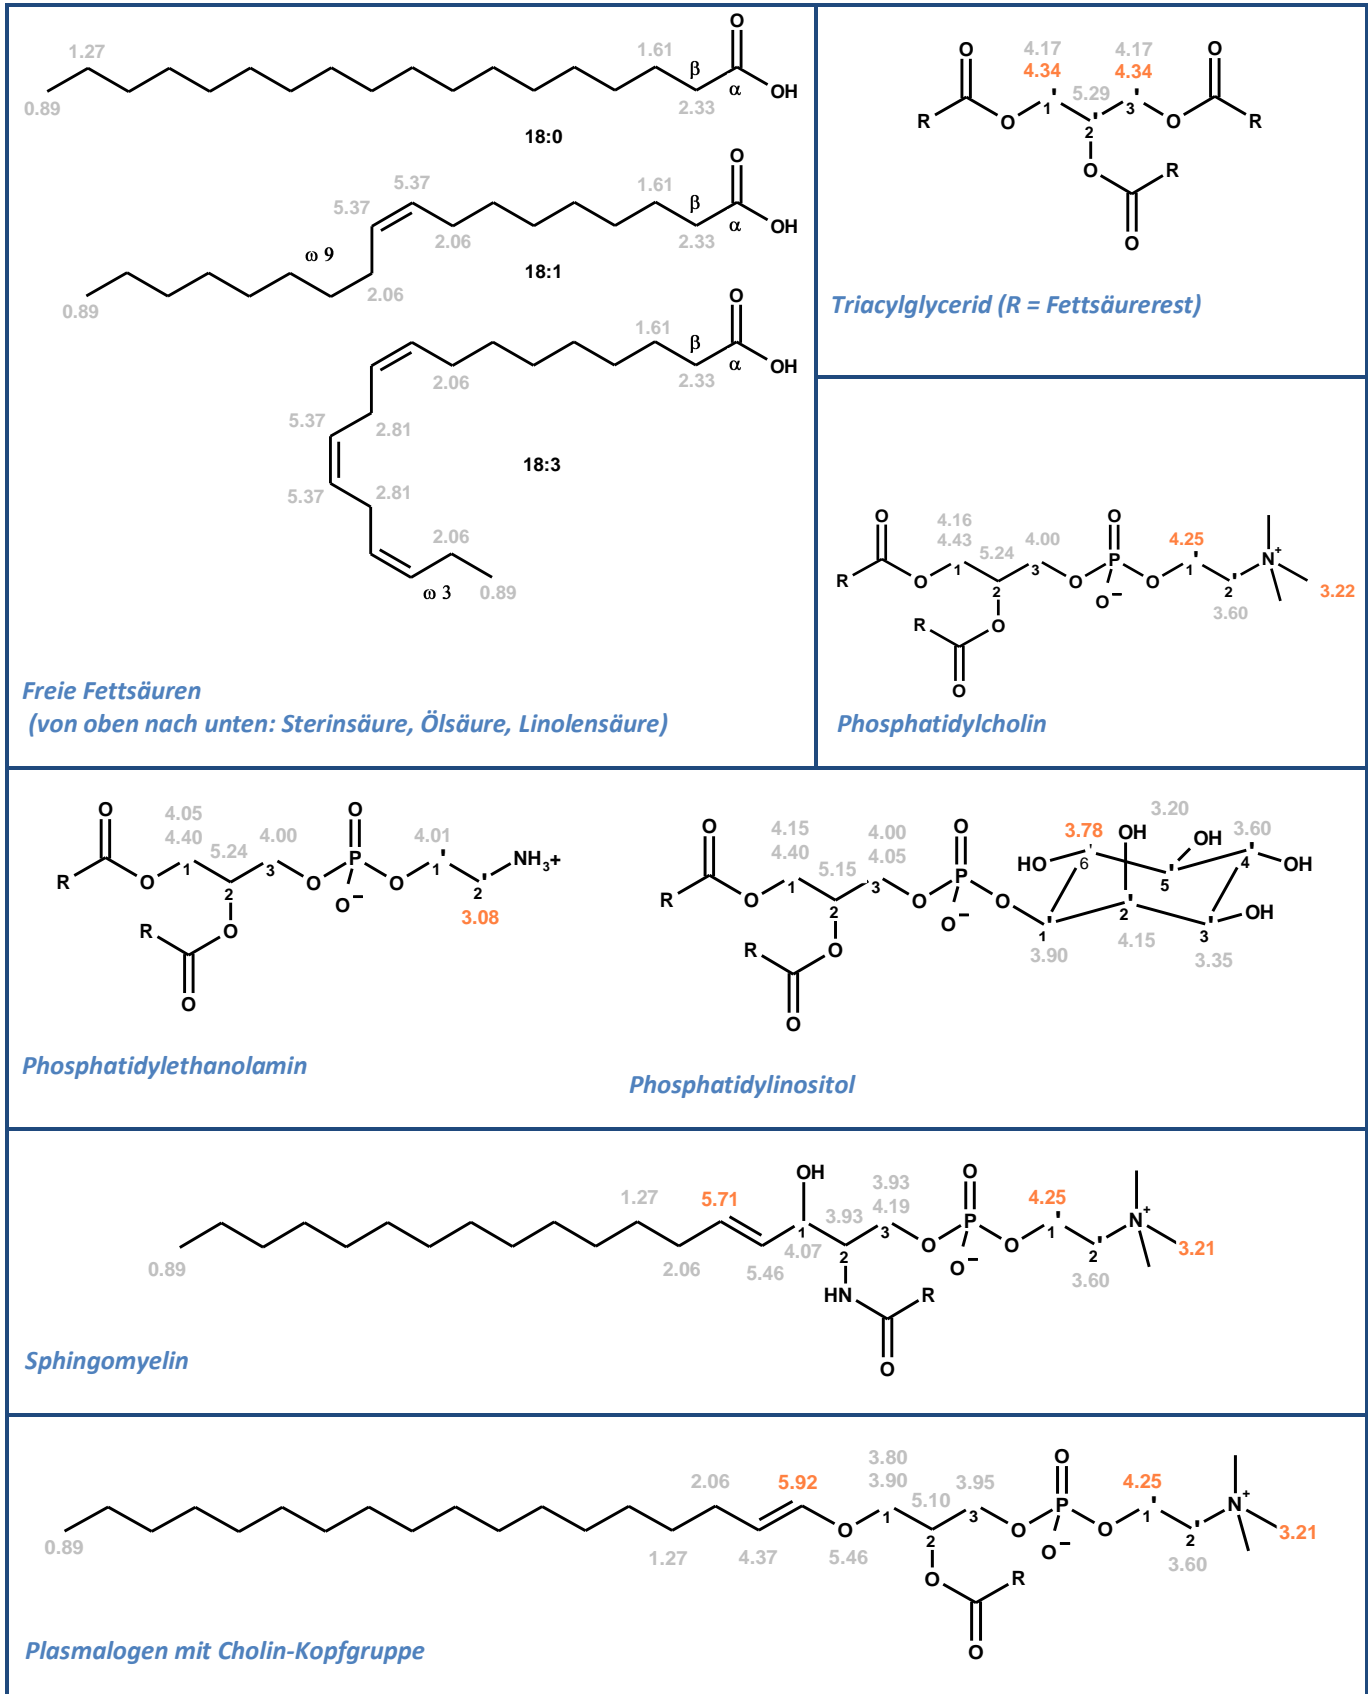 O
1.27 1.61 β
α OH
0.89 2.33
18:0
O
5.37 1.61 β
5.37 α OH
2.06 2.33
ω 9 18:1
0.89 2.06
O
1.61 β
α OH
2.06 2.33
5.37 2.81
18:3
5.37 2.81
2.06
ω 3 0.89
Freie Fettsäuren
(von oben nach unten: Sterinsäure, Ölsäure, Linolensäure)
O 4.17 4.17 O
4.34 4.34
5.29
R O 1' 2' 3' O R
O R
O
Triacylglycerid (R = Fettsäurerest)
O 4.16 O
4.43 5.24 4.00 P 4.25 N+
R O 1 2 3 O O− O 1' 2' 3.22
R O 3.60
O
Phosphatidylcholin
O 4.05 O
4.40 5.24 4.00 P 4.01 NH3+
R O 1 2 3 O O− O 1' 2'
R O 3.08
O
Phosphatidylethanolamin
O 4.15 4.00 O 3.78 OH 3.20 OH 3.60
4.40 5.15 4.05 P HO 6' 5' 4' OH
R O 1 2 3 O O− O 1' 2' 3' OH
R O 3.90 4.15 3.35
O
Phosphatidylinositol
OH 3.93 O
1.27 5.71 3.93 4.19 P 4.25 N+
1 2 3 O O− O 1' 2' 3.21
0.89 2.06 5.46 4.07 3.60
HN R
O
Sphingomyelin
3.80 O
2.06 5.92 3.90 5.10 3.95 P 4.25 N+
O 1 2 3 O O− O 1' 2' 3.21
0.89 1.27 4.37 5.46 3.60
O R
O
Plasmalogen mit Cholin-Kopfgruppe